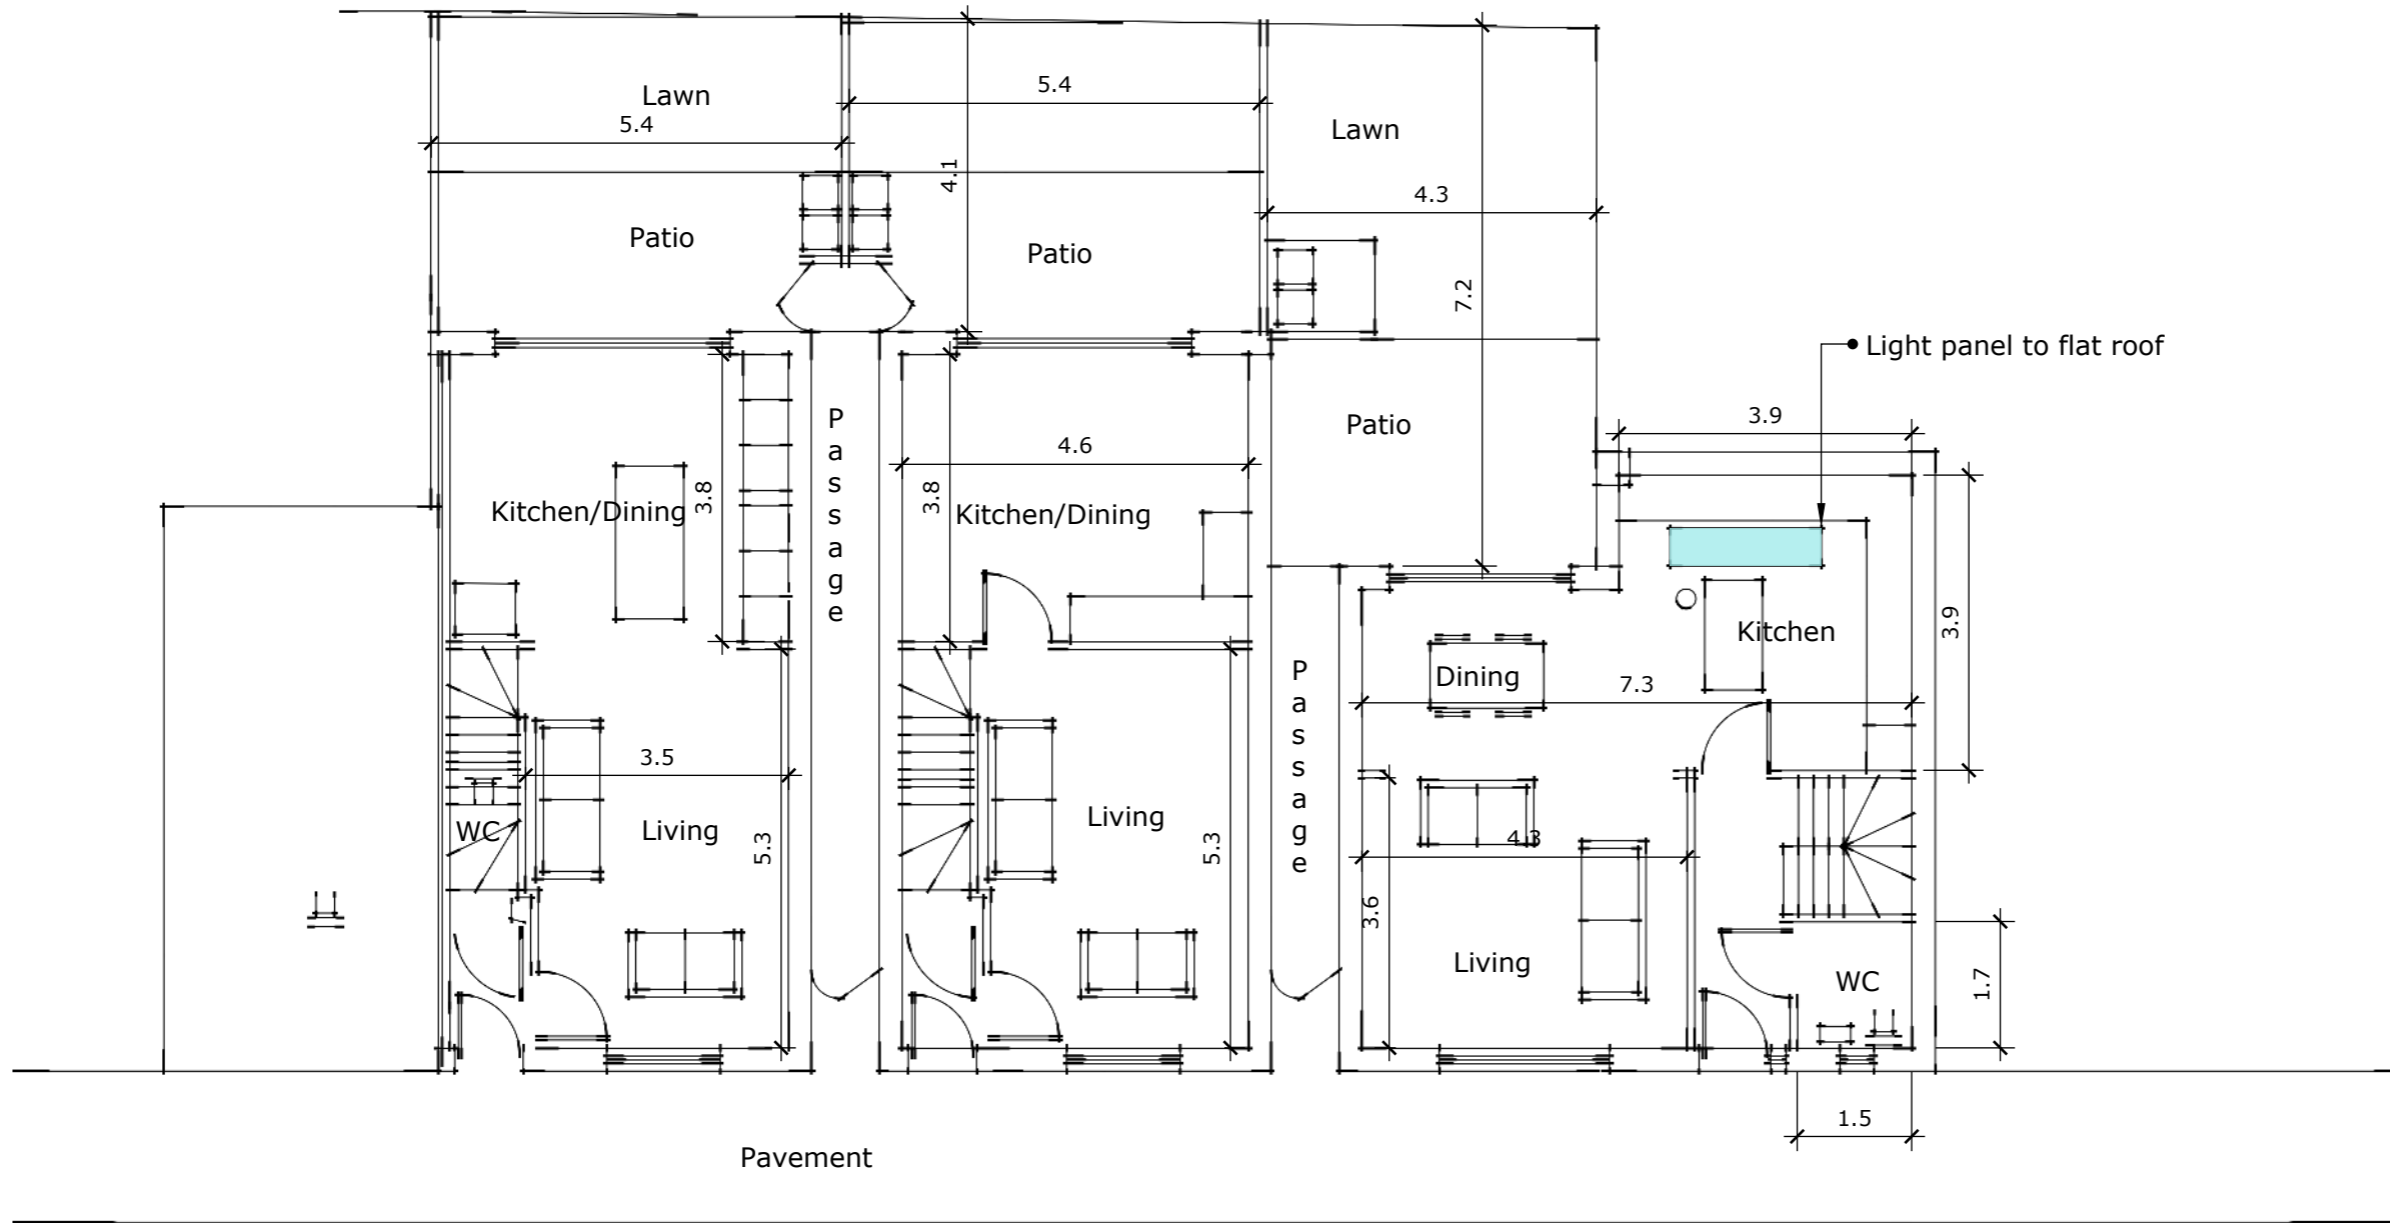 Lawn
5.4
5.4
Lawn
4.1
4.3
Patio
Patio
7.2
Light panel to flat roof
3.9
Passage
Patio
4.6
3.8
3.8
Kitchen/Dining
Kitchen/Dining
3.9
Kitchen
Passage
Dining
7.3
3.5
Living
WC
Living
5.3
5.3
4.3
3.6
Living
WC
1.7
1.5
Pavement